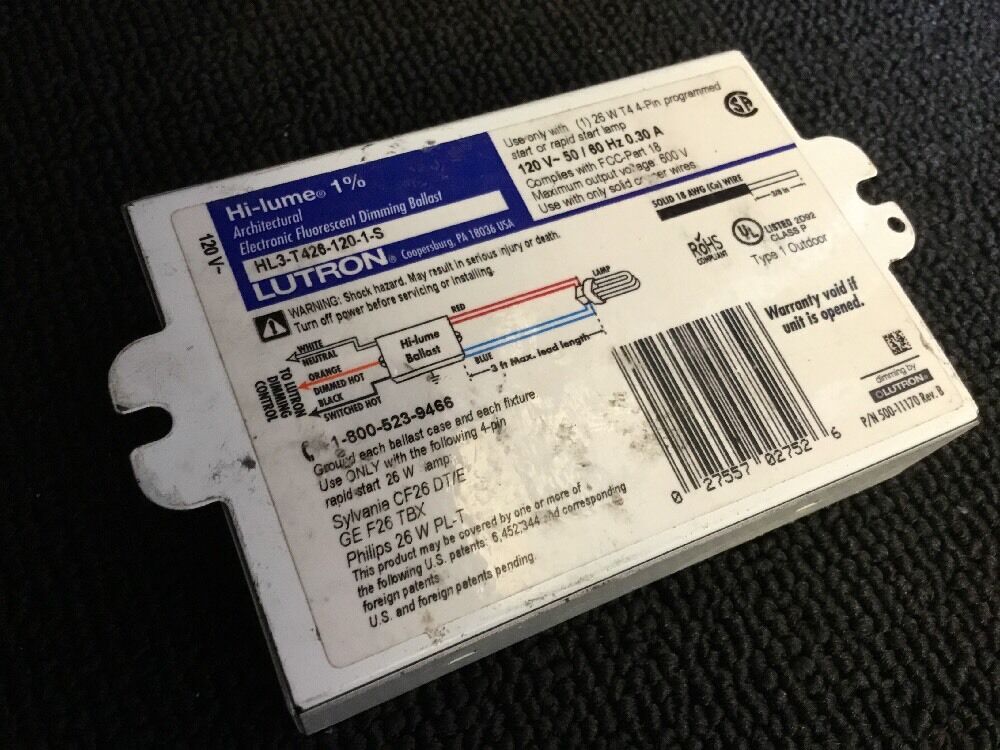 120 V~
Hi-lume® 1%
Architectural
Electronic Fluorescent Dimming Ballast
HL3-T426-120-1-S
LUTRON® Coopersburg, PA 18036 USA
Use only with (1) 26 W T4 4-Pin programmed
start or rapid start lamp
120 V~ 50 / 60 Hz 0.30 A
Complies with FCC-Part 18
Maximum output voltage: 600 V
Use with only solid wires
SOLID 18 AWG (Cu) WIRE
3/8 in
SA
RoHS
COMPLIANT
UL
LISTED 2D92
CLASS P
Type 1 Outdoor
WARNING: Shock hazard. May result in serious injury or death.
Turn off power before servicing or installing.
WHITE
NEUTRAL
ORANGE
DIMMED HOT
BLACK
SWITCHED HOT
TO LUTRON
DIMMING
CONTROL
Hi-lume
Ballast
RED
BLUE
LAMP
3 ft Max. lead length
Warranty void if
unit is opened.
dimming by
LUTRON®
P/N 500-11170 Rev. B
0 27557 02752 6
1-800-523-9466
Ground each ballast case and each fixture
Use ONLY with the following 4-pin
rapid-start 26 W lamp:
Sylvania CF26 DT/E
GE F26 TBX
Philips 26 W PL-T
This product may be covered by one or more of
the following U.S. patents: 6,452,344 and corresponding
foreign patents
U.S. and foreign patents pending.